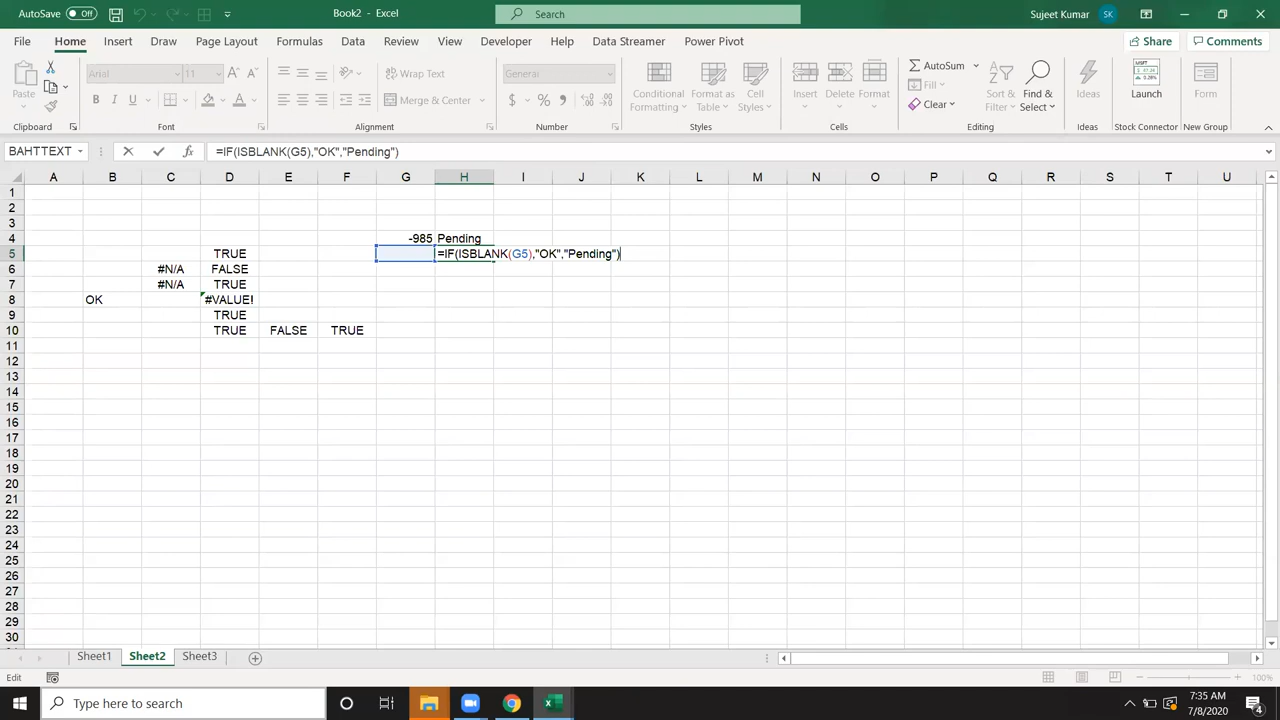 AutoSave Off
Book2 - Excel
Search
Sujeet Kumar SK
File Home Insert Draw Page Layout Formulas Data Review View Developer Help Data Streamer Power Pivot Share Comments
Paste
Clipboard
Arial 11
B I U
Font
Wrap Text
Merge & Center
Alignment
General
Number
Conditional Formatting
Format as Table
Cell Styles
Styles
Insert Delete Format
Cells
AutoSum
Fill
Clear
Sort & Filter
Find & Select
Editing
Ideas
Ideas
Launch
Stock Connector
Form
New Group
BAHTTEXT fx =IF(ISBLANK(G5),"OK","Pending")
A B C D E F G H I J K L M N O P Q R S T U
1
2
3
4 -985 Pending
5 TRUE =IF(ISBLANK(G5),"OK","Pending")
6 #N/A FALSE
7 #N/A TRUE
8 OK #VALUE!
9 TRUE
10 TRUE FALSE TRUE
11
12
13
14
15
16
17
18
19
20
21
22
23
24
25
26
27
28
29
30
Sheet1 Sheet2 Sheet3
Edit
100%
Type here to search
7:35 AM
7/8/2020
4